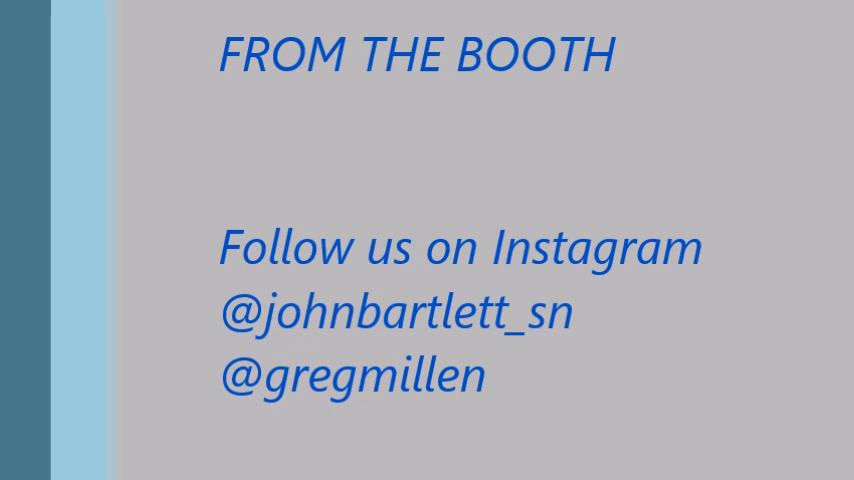 FROM THE BOOTH
Follow us on Instagram
@johnbartlett_sn
@gregmillen